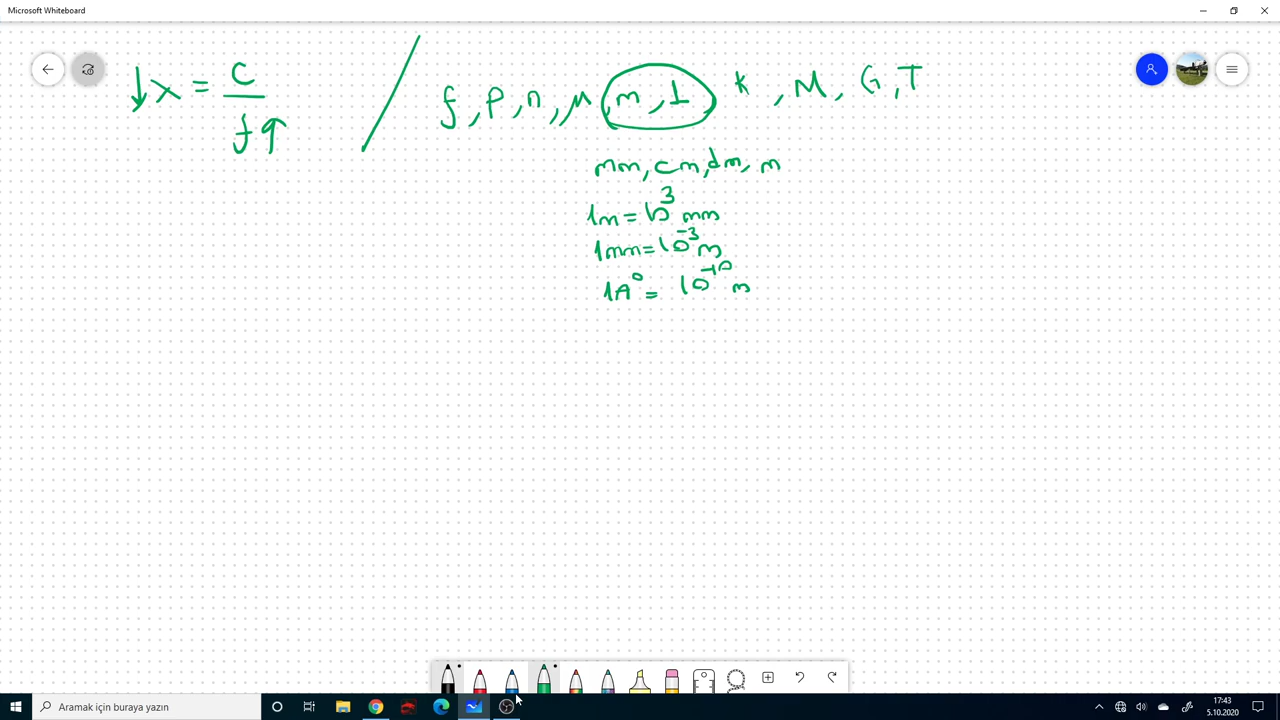 Microsoft Whiteboard
↓λ = c / f↑
f, p, n, μ, m, 1, k, M, G, T
mm, cm, dm, m
1m = 10³ mm
1mm = 10⁻³ m
1A° = 10⁻¹⁰ m
Aramak için buraya yazın
17:43
5.10.2020